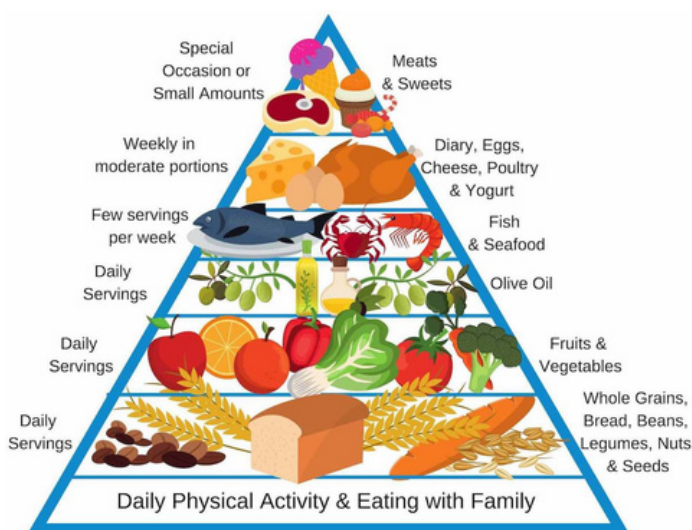 Special
Occasion or
Small Amounts
Meats
& Sweets
Weekly in
moderate portions
Diary, Eggs,
Cheese, Poultry
& Yogurt
Few servings
per week
Fish
& Seafood
Daily
Servings
Olive Oil
Daily
Servings
Fruits &
Vegetables
Daily
Servings
Whole Grains,
Bread, Beans,
Legumes, Nuts
& Seeds
Daily Physical Activity & Eating with Family